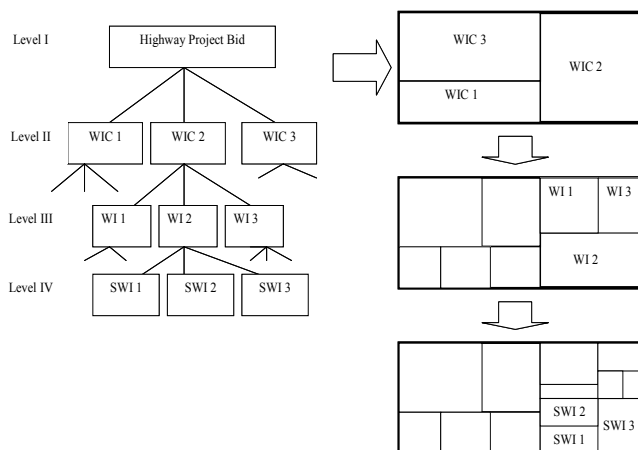 Level I
Highway Project Bid
Level II
WIC 1
WIC 2
WIC 3
Level III
WI 1
WI 2
WI 3
Level IV
SWI 1
SWI 2
SWI 3
WIC 3
WIC 2
WIC 1
WI 1
WI 3
WI 2
SWI 2
SWI 3
SWI 1